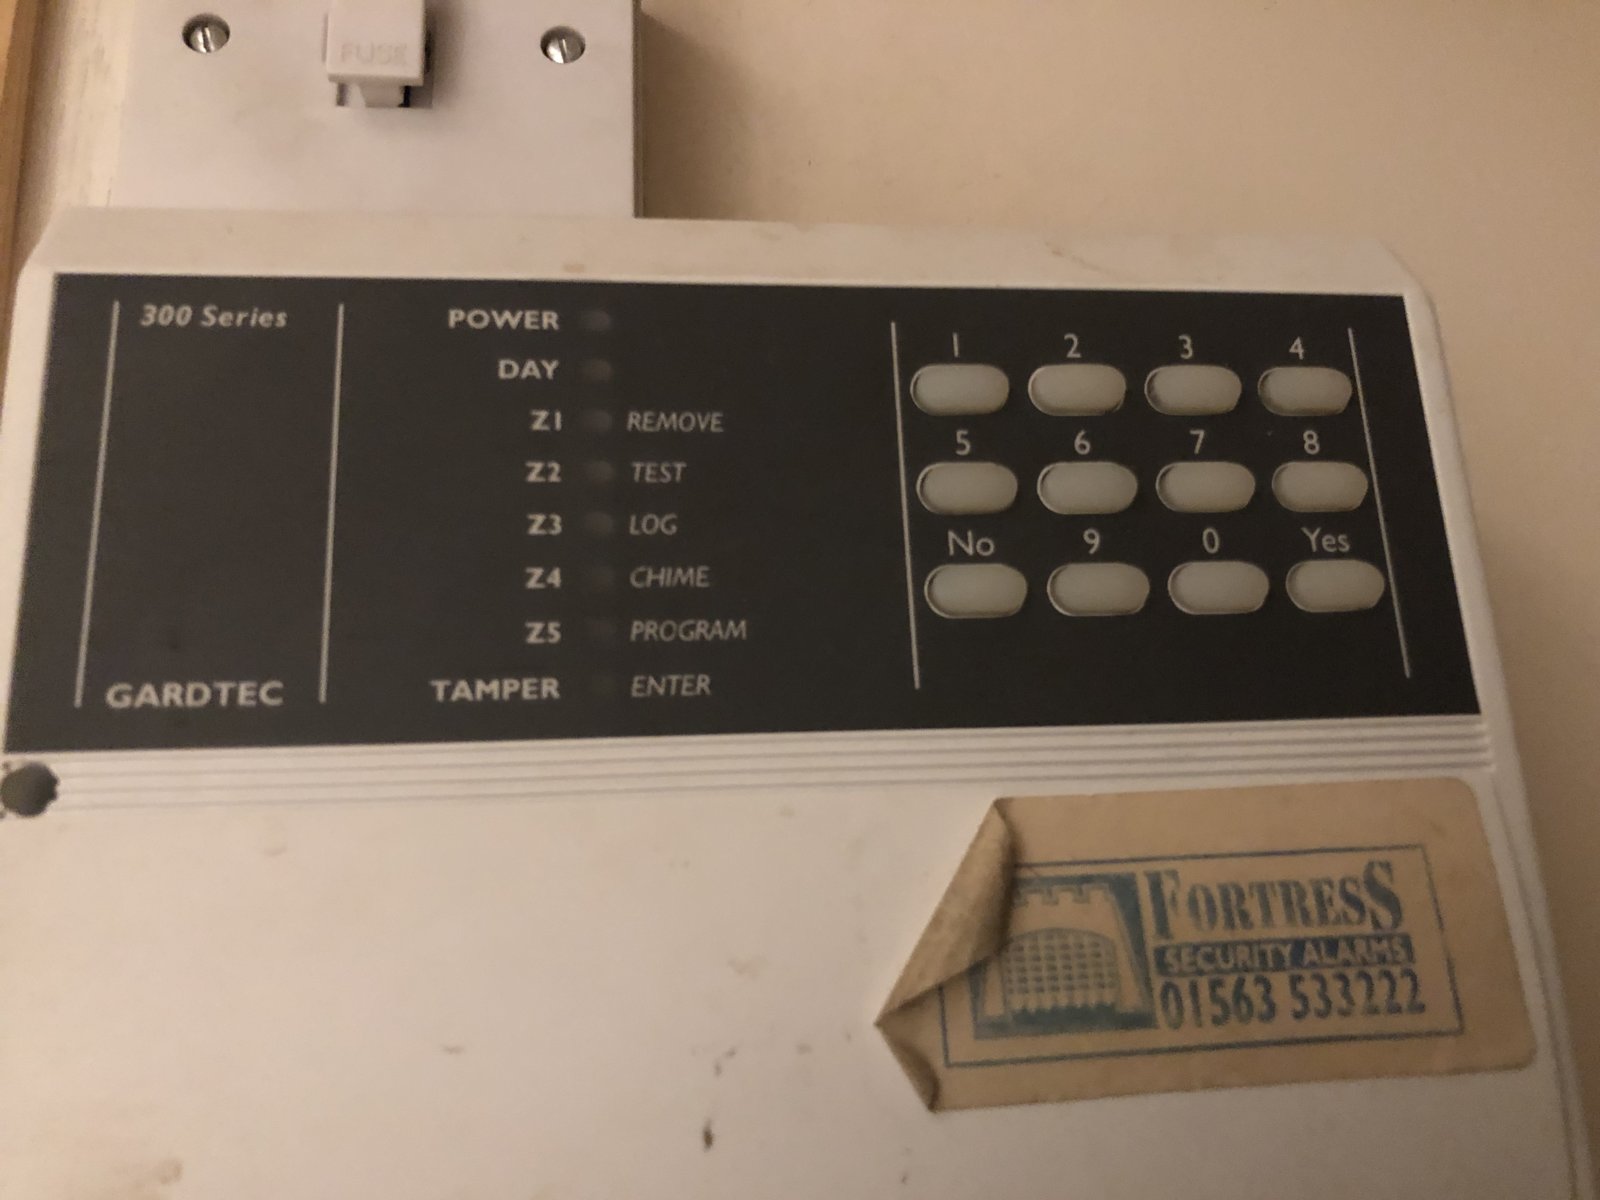 FUSE
300 Series
GARDTEC
POWER
DAY
Z1 REMOVE
Z2 TEST
Z3 LOG
Z4 CHIME
Z5 PROGRAM
TAMPER ENTER
1 2 3 4
5 6 7 8
No 9 0 Yes
FORTRESS
SECURITY ALARMS
01563 533222